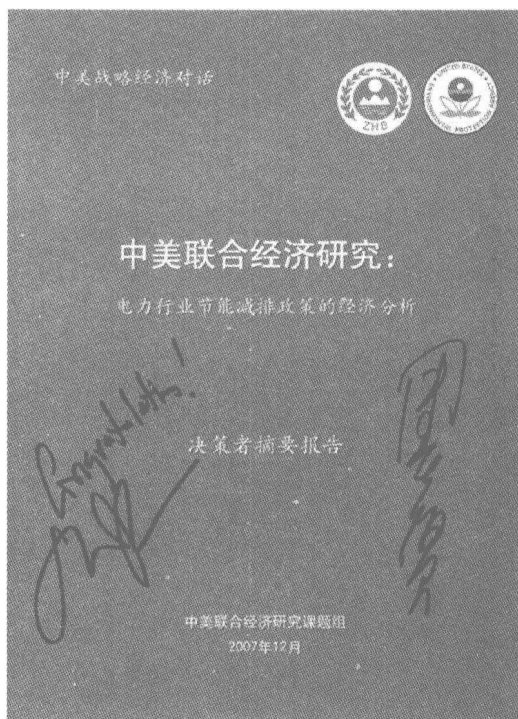 中美战略经济对话
ZHB
UNITED STATES
中美联合经济研究：
电力行业节能减排政策的经济分析
Congratulations!
决策者摘要报告
中美联合经济研究课题组
2007年12月